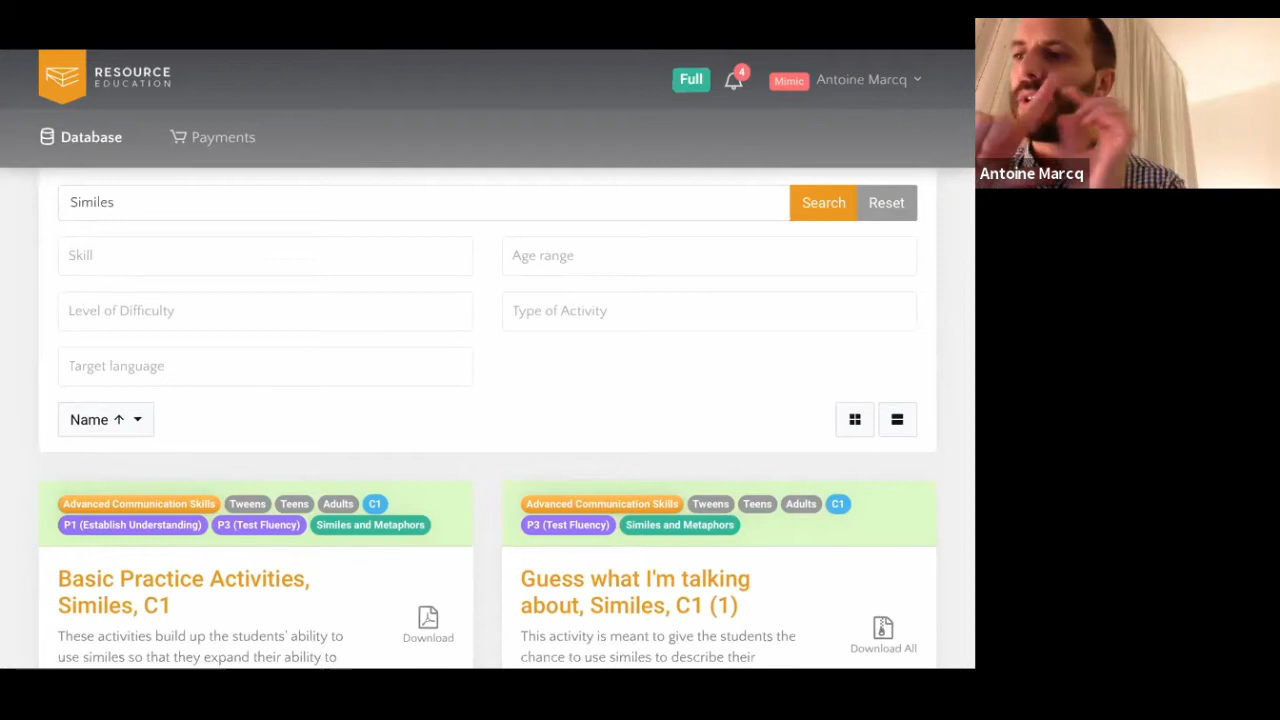 RESOURCE
EDUCATION
Full
4
Mimic
Antoine Marcq
Database
Payments
Antoine Marcq
Similes
Search
Reset
Skill
Age range
Level of Difficulty
Type of Activity
Target language
Name ↑
Advanced Communication Skills Tweens Teens Adults C1
P1 (Establish Understanding) P3 (Test Fluency) Similes and Metaphors
Basic Practice Activities,
Similes, C1
These activities build up the students' ability to
use similes so that they expand their ability to
Download
Advanced Communication Skills Tweens Teens Adults C1
P3 (Test Fluency) Similes and Metaphors
Guess what I'm talking
about, Similes, C1 (1)
This activity is meant to give the students the
chance to use similes to describe their
Download All